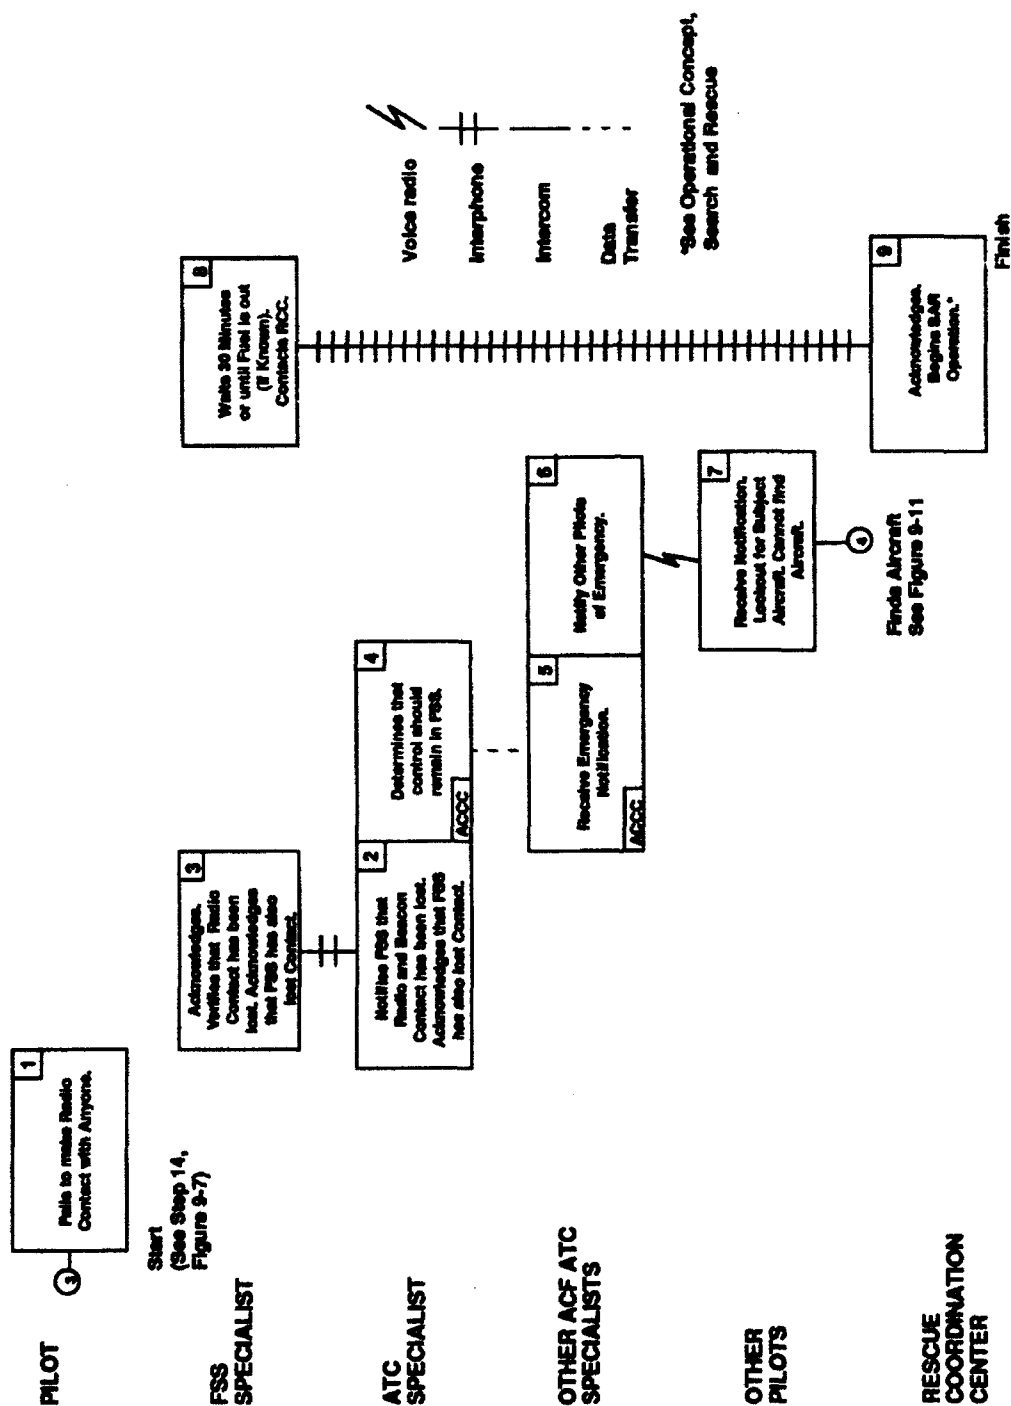 PILOT
3
1
Fails to make Radio
Contact with Anyone.
Start
(See Step 14,
Figure 9-7)
FSS
SPECIALIST
3
Acknowledges.
Verifies that Radio
Contact has been
lost. Acknowledges
that FSS has also
lost Contact.
8
Waits 30 Minutes
or until Fuel is out
(If Known).
Contacts RCC.
ATC
SPECIALIST
2
Notifies FSS that
Radio and Beacon
Contact has been lost.
Acknowledges that FSS
has also lost Contact.
4
Determines that
control should
remain in FSS.
ACCC
OTHER ACF ATC
SPECIALISTS
5
Receive Emergency
Notification.
ACCC
6
Notify Other Pilots
of Emergency.
OTHER
PILOTS
7
Receive Notification.
Lookout for Subject
Aircraft. Cannot find
Aircraft.
4
Finds Aircraft
See Figure 9-11
RESCUE
COORDINATION
CENTER
9
Acknowledges.
Begins SAR
Operation.*
Finish
Voice radio
Interphone
Intercom
Data
Transfer
*See Operational Concept,
Search and Rescue